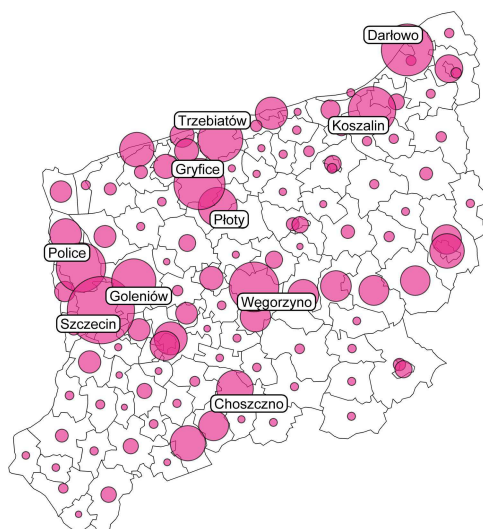 Darłowo
Trzebiatów
Koszalin
Gryfice
Płoty
Police
Goleniów
Węgorzyno
Szczecin
Choszczno